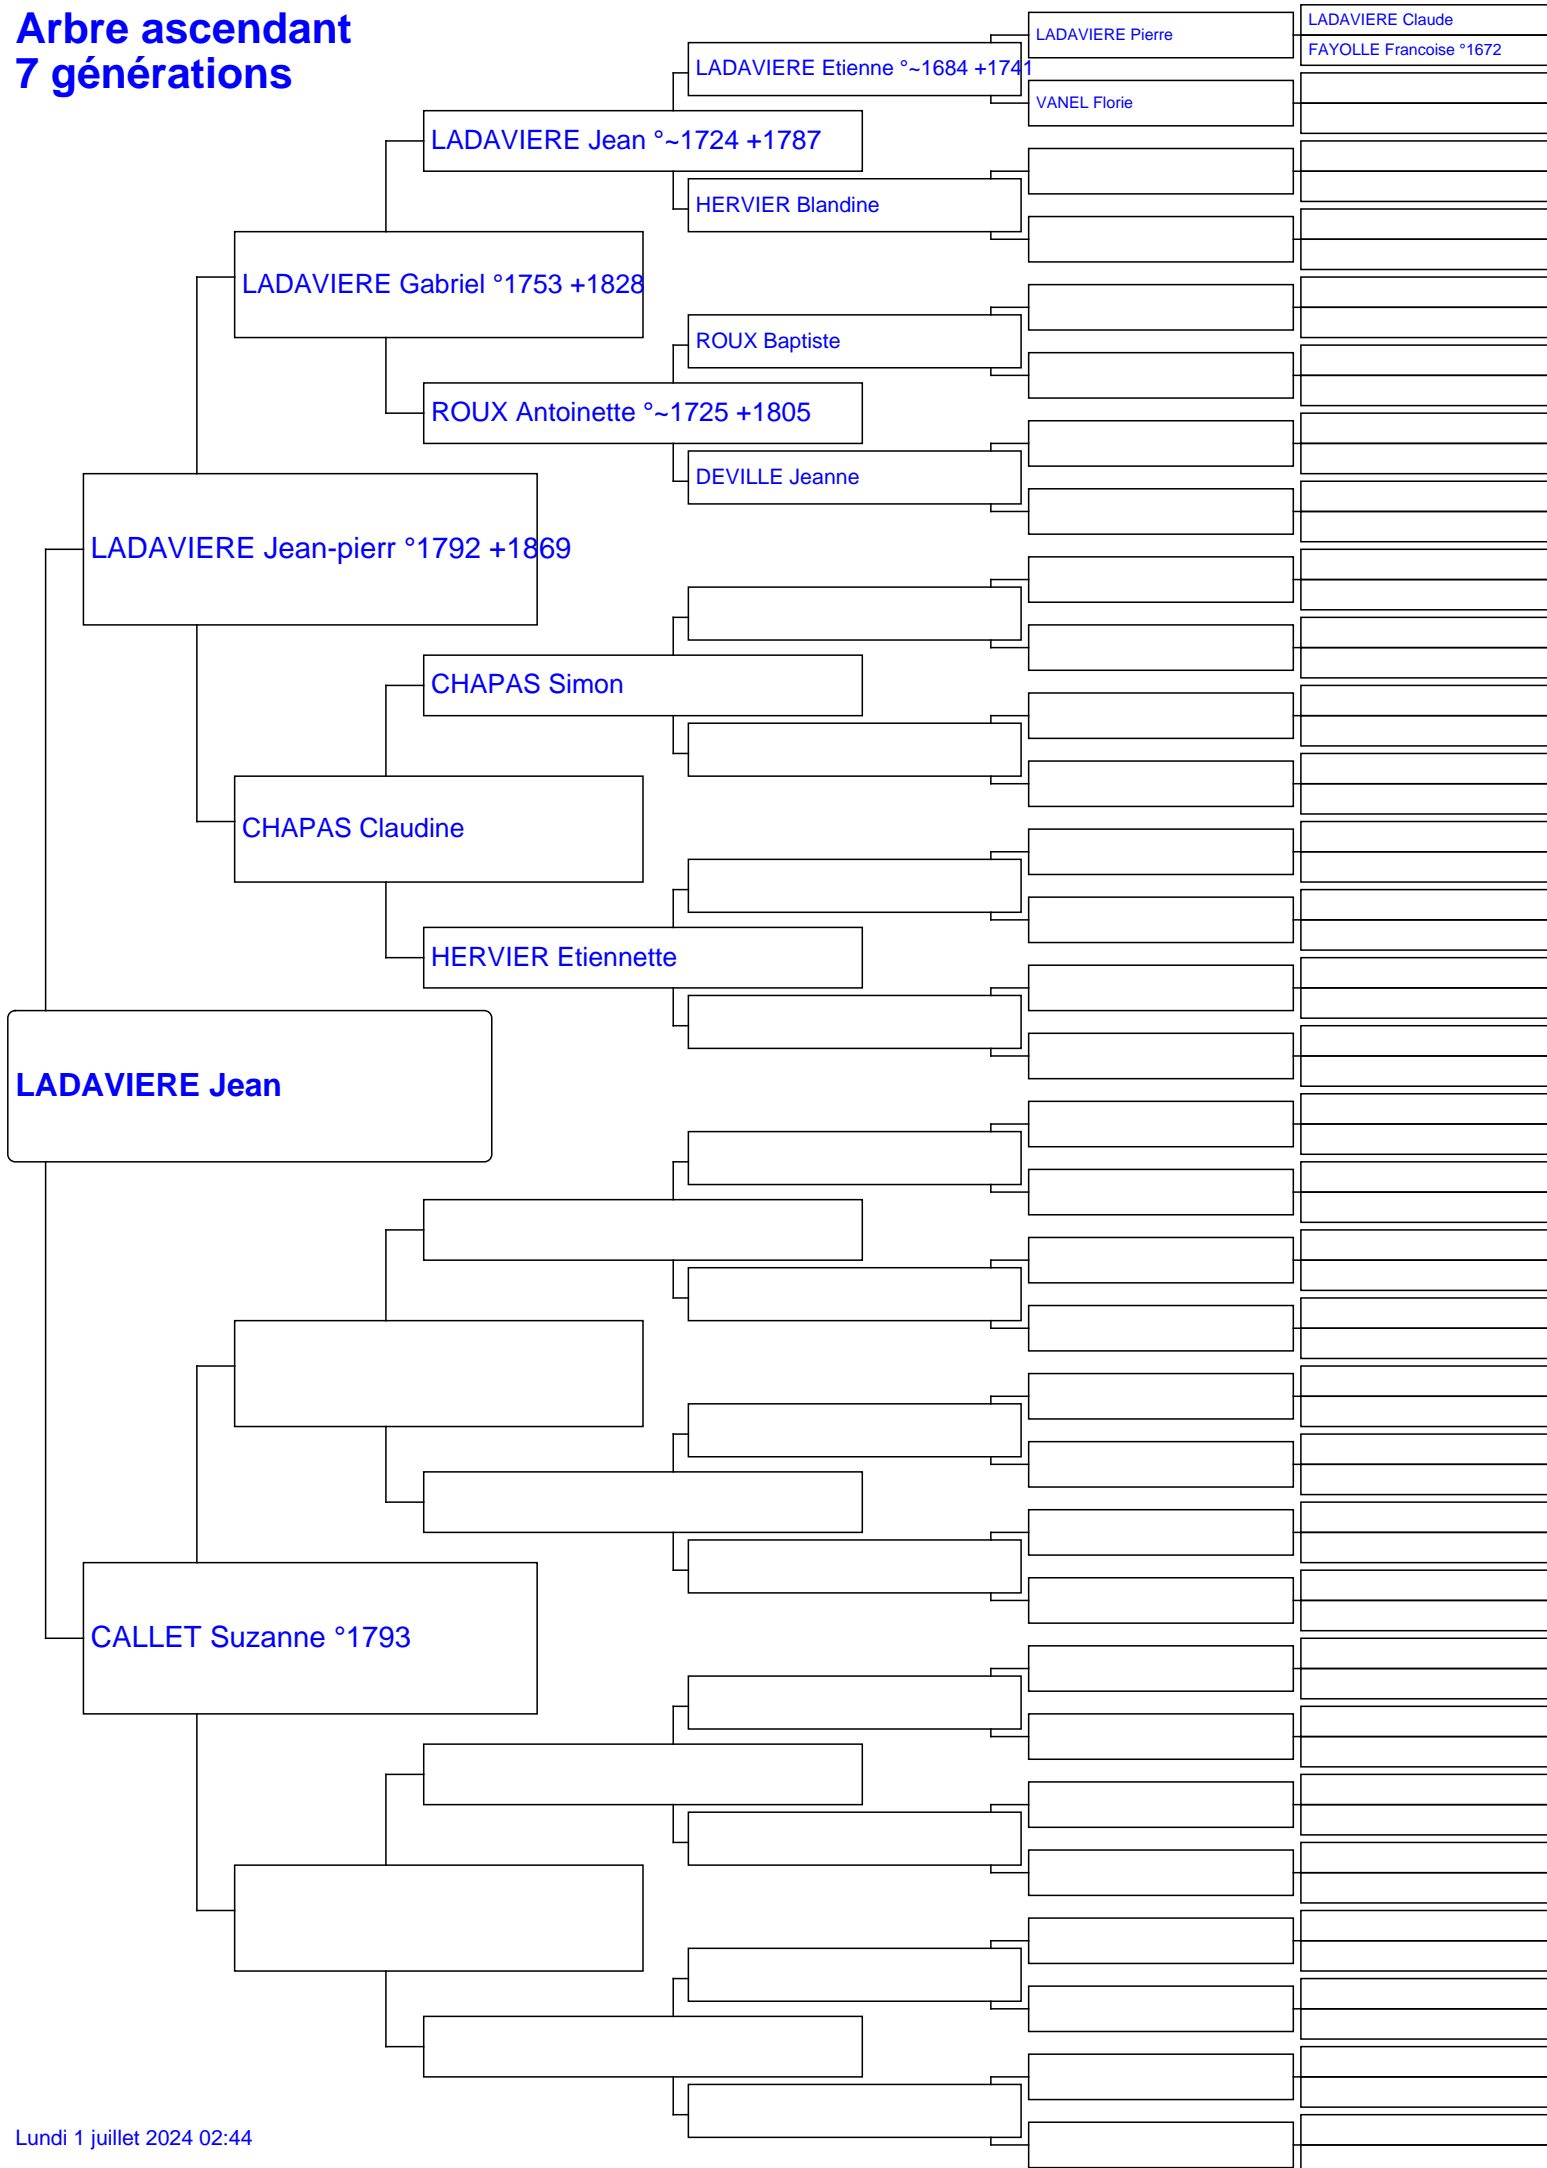 Arbre ascendant
7 générations
LADAVIERE Claude
FAYOLLE Francoise °1672
LADAVIERE Pierre
LADAVIERE Etienne °~1684 +1741
VANEL Florie
LADAVIERE Jean °~1724 +1787
HERVIER Blandine
LADAVIERE Gabriel °1753 +1828
ROUX Baptiste
ROUX Antoinette °~1725 +1805
DEVILLE Jeanne
LADAVIERE Jean-pierr °1792 +1869
CHAPAS Simon
CHAPAS Claudine
HERVIER Etiennette
LADAVIERE Jean
CALLET Suzanne °1793
Lundi 1 juillet 2024 02:44